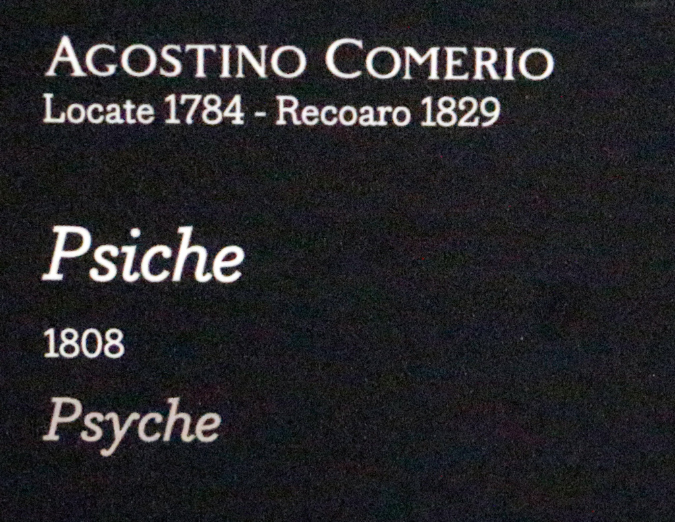 AGOSTINO COMERIO
Locate 1784 - Recoaro 1829
Psiche
1808
Psyche